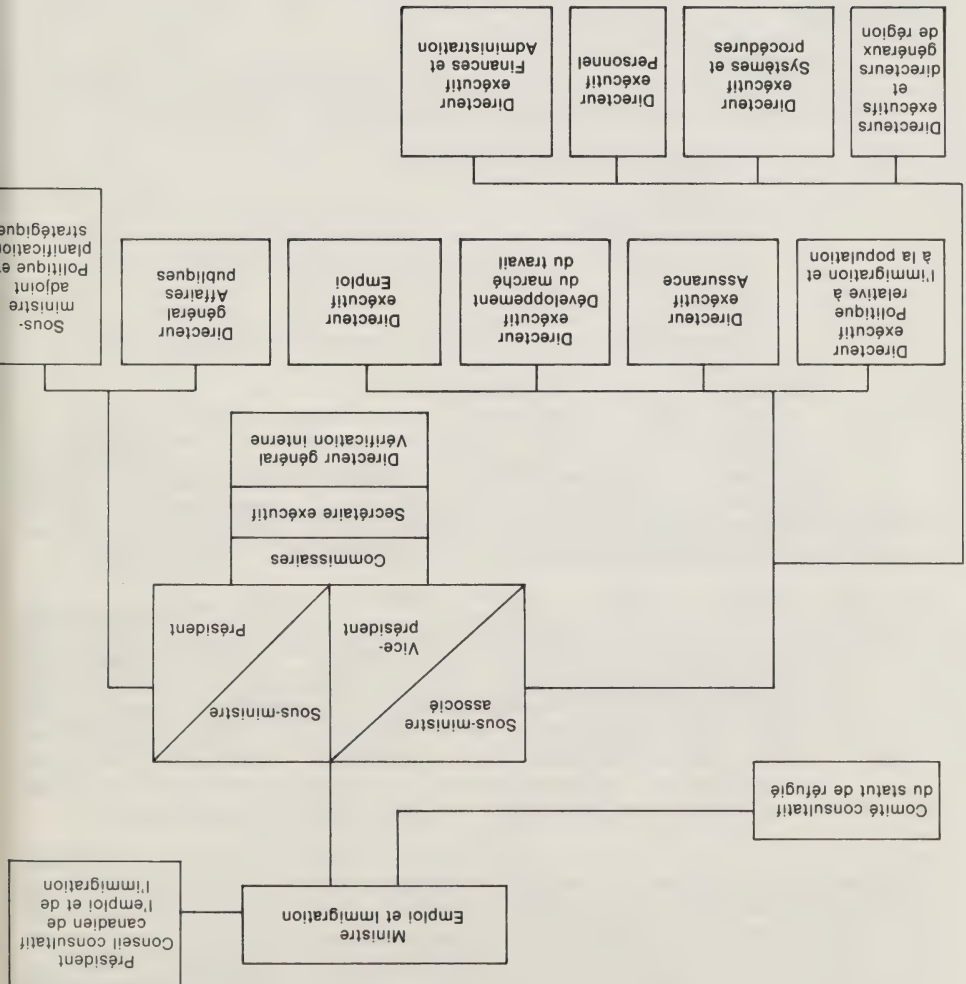 Ministre
Emploi et Immigration
Président
Conseil consultatif
canadien de
l'emploi et de
l'immigration
Comité consultatif
du statut de réfugié
Sous-ministre
associé
Vice-
président
Sous-ministre
Président
Commissaires
Secrétaire exécutif
Directeur général
Vérification interne
Directeur
exécutif
Politique
relative à
l'immigration et
à la population
Directeur
exécutif
Assurance
Directeur
exécutif
Développement
du marché
du travail
Directeur
exécutif
Emploi
Directeur
général
Affaires
publiques
Sous-
ministre
adjoint
Politique et
planification
stratégique
Directeurs
exécutifs
et
directeurs
généraux
de région
Directeur
exécutif
Systèmes et
procédures
Directeur
exécutif
Personnel
Directeur
exécutif
Finances et
Administration